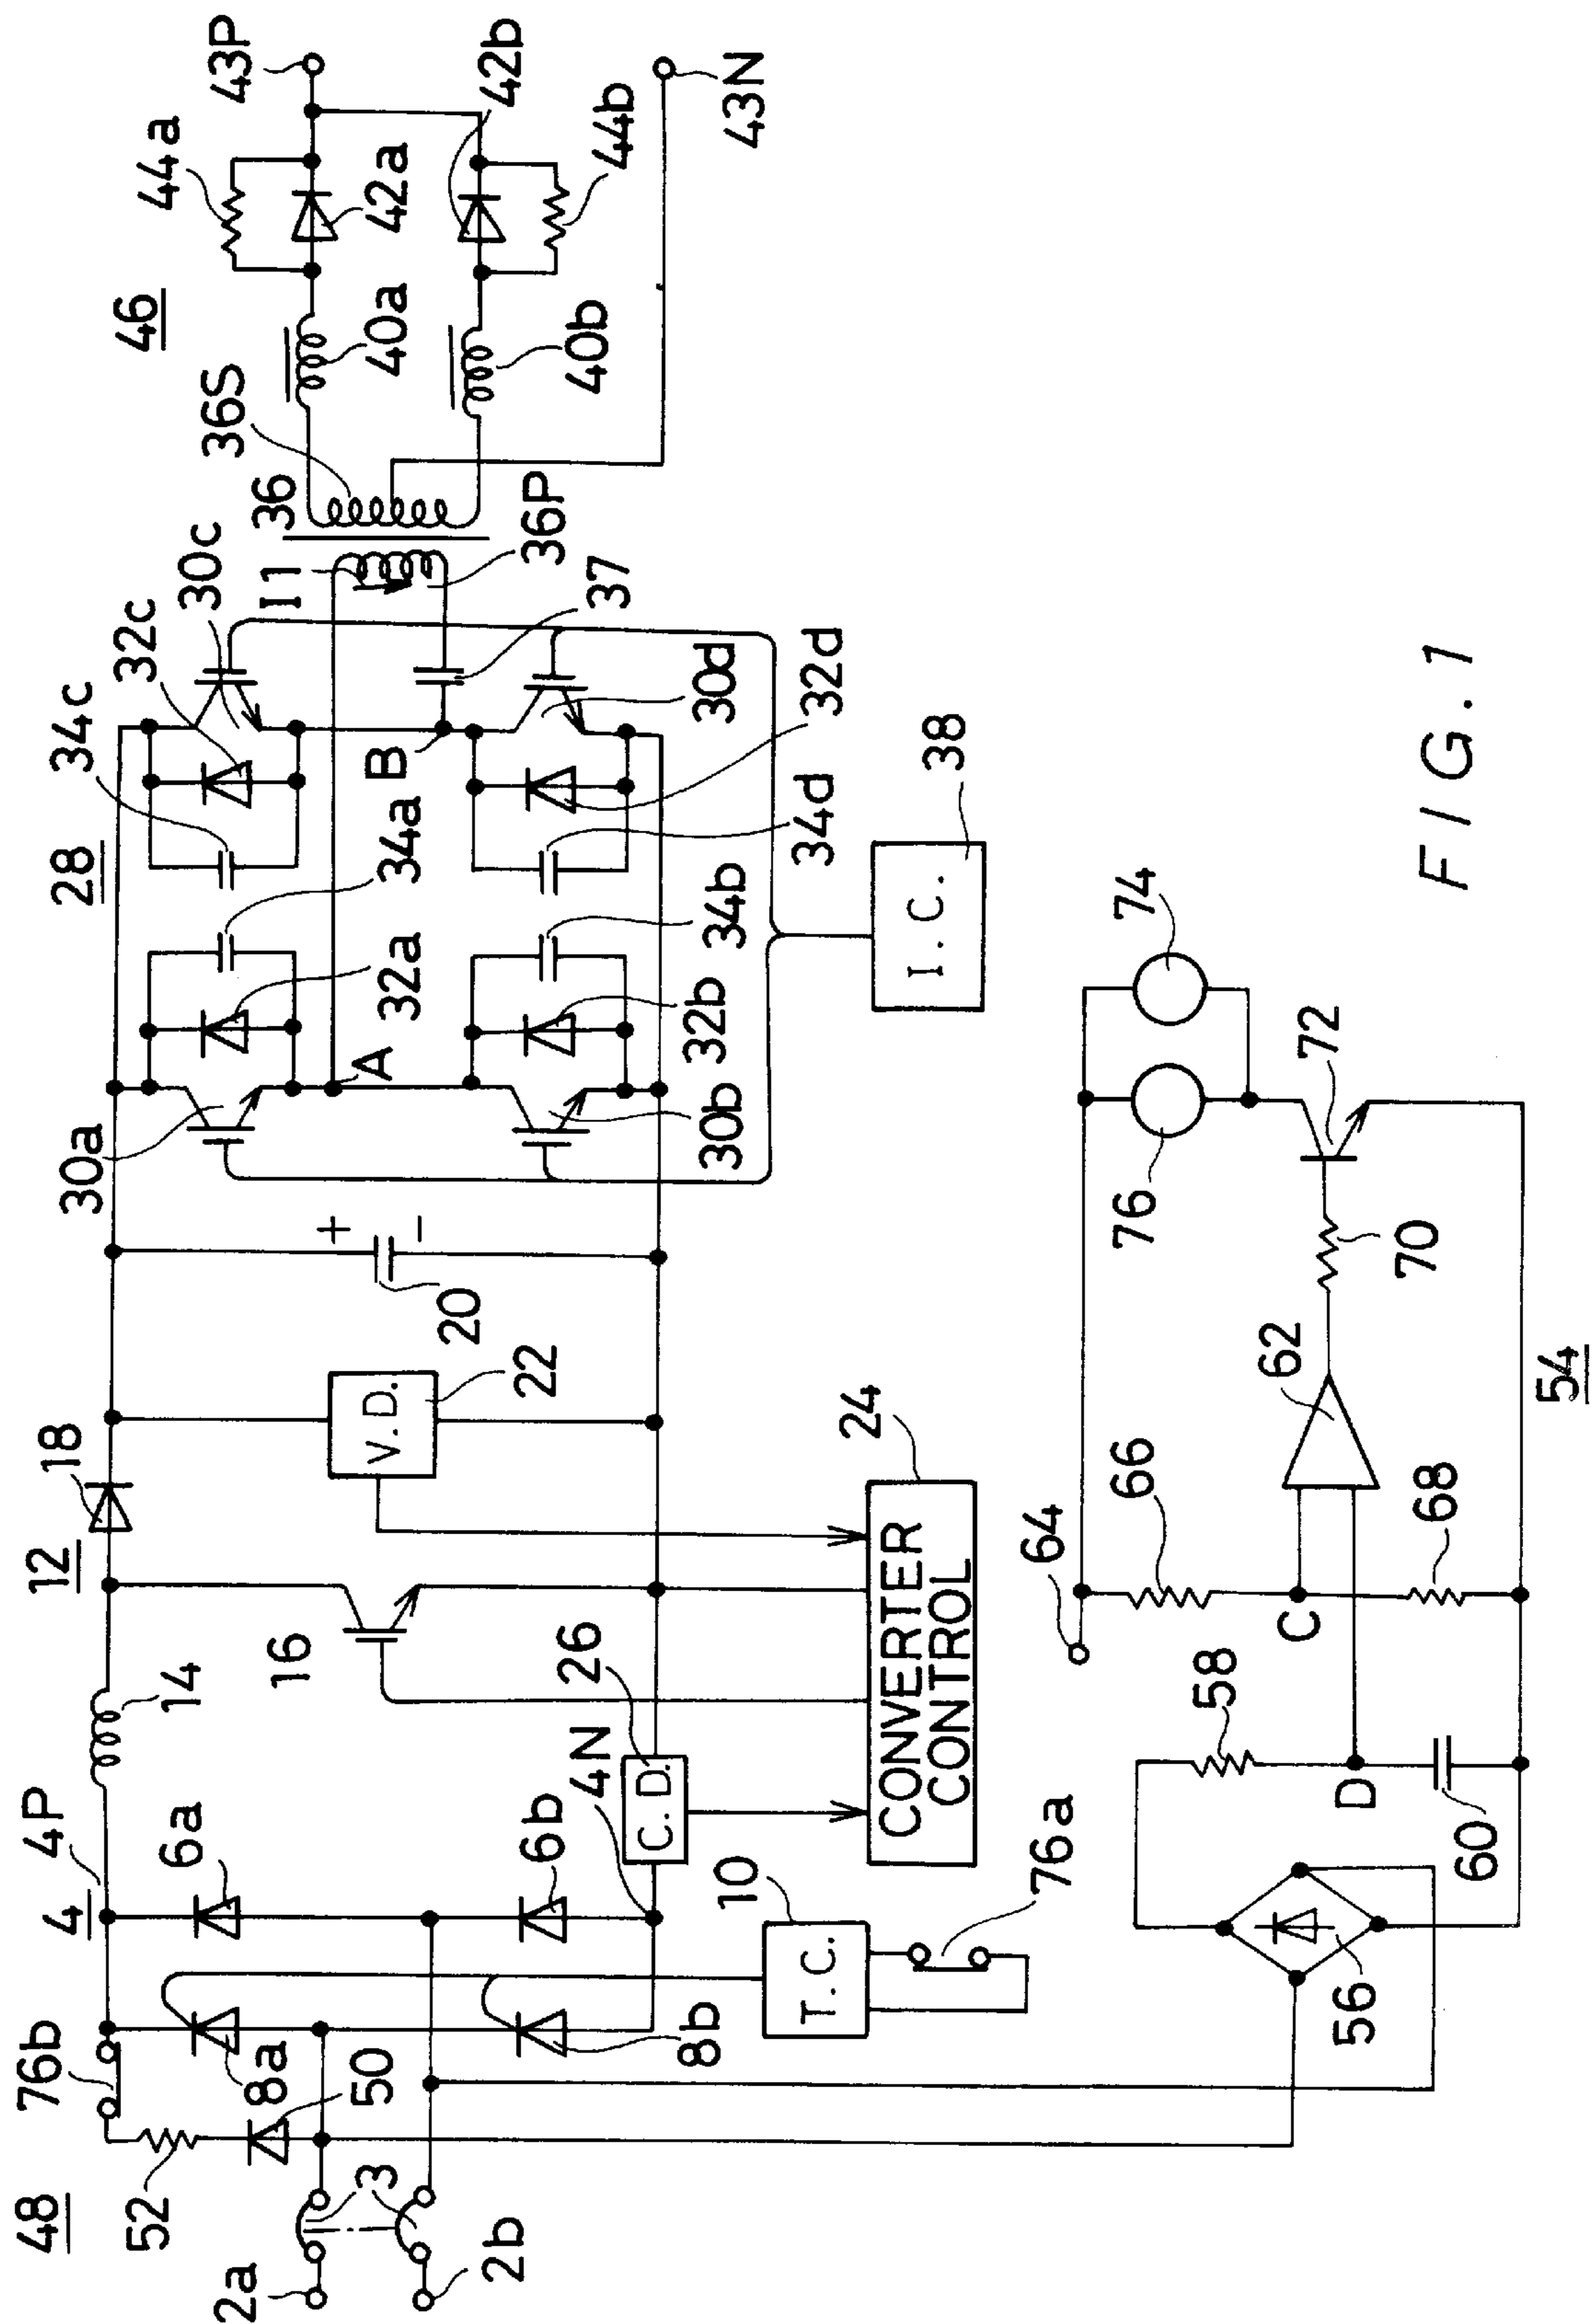 48
76b
4
4P
14
12
18
30a
28
34c
32c
30c
36
36S
46
44a
43P
52
8a
6a
16
32a
34a
I1
40a
42a
50
A
B
36P
42b
2a
3
+
−
20
V.D.
22
37
40b
44b
2b
8b
6b
4N
26
C.D.
30b
32b
34b
34d
30d
32d
43N
10
T.C.
76a
CONVERTER
CONTROL
24
I.C.
38
64
66
76
74
58
C
62
72
56
D
60
68
70
54
FIG. 1